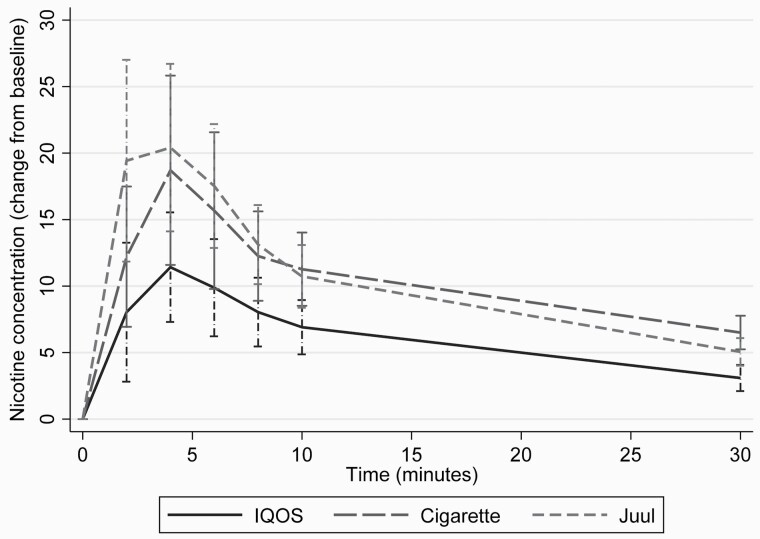 Nicotine concentration (change from baseline)
30
25
20
15
10
5
0
0 5 10 15 20 25 30
Time (minutes)
IQOS Cigarette Juul